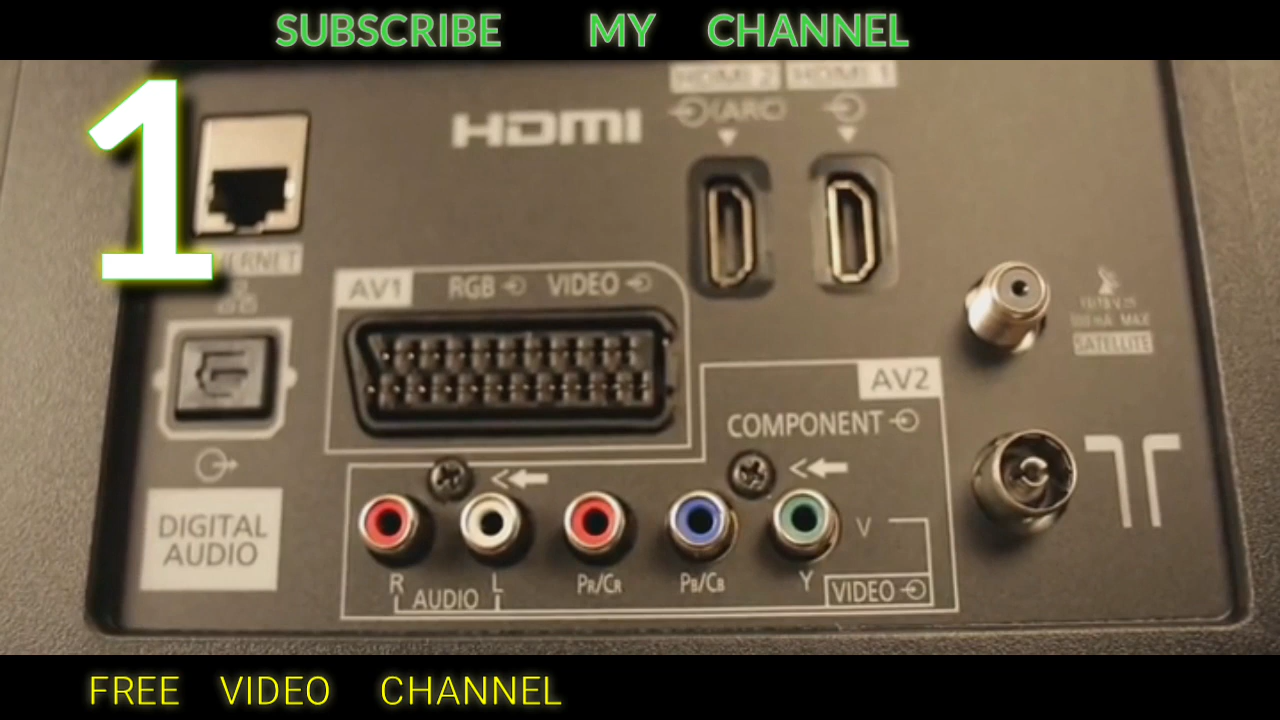 SUBSCRIBE MY CHANNEL
1
HDMI 2 HDMI 1
(ARC)
HDMI
AV1 RGB VIDEO
SATELLITE
AV2
COMPONENT
DIGITAL
AUDIO
V
R L PR/CR PB/CB Y
AUDIO
VIDEO
FREE VIDEO CHANNEL